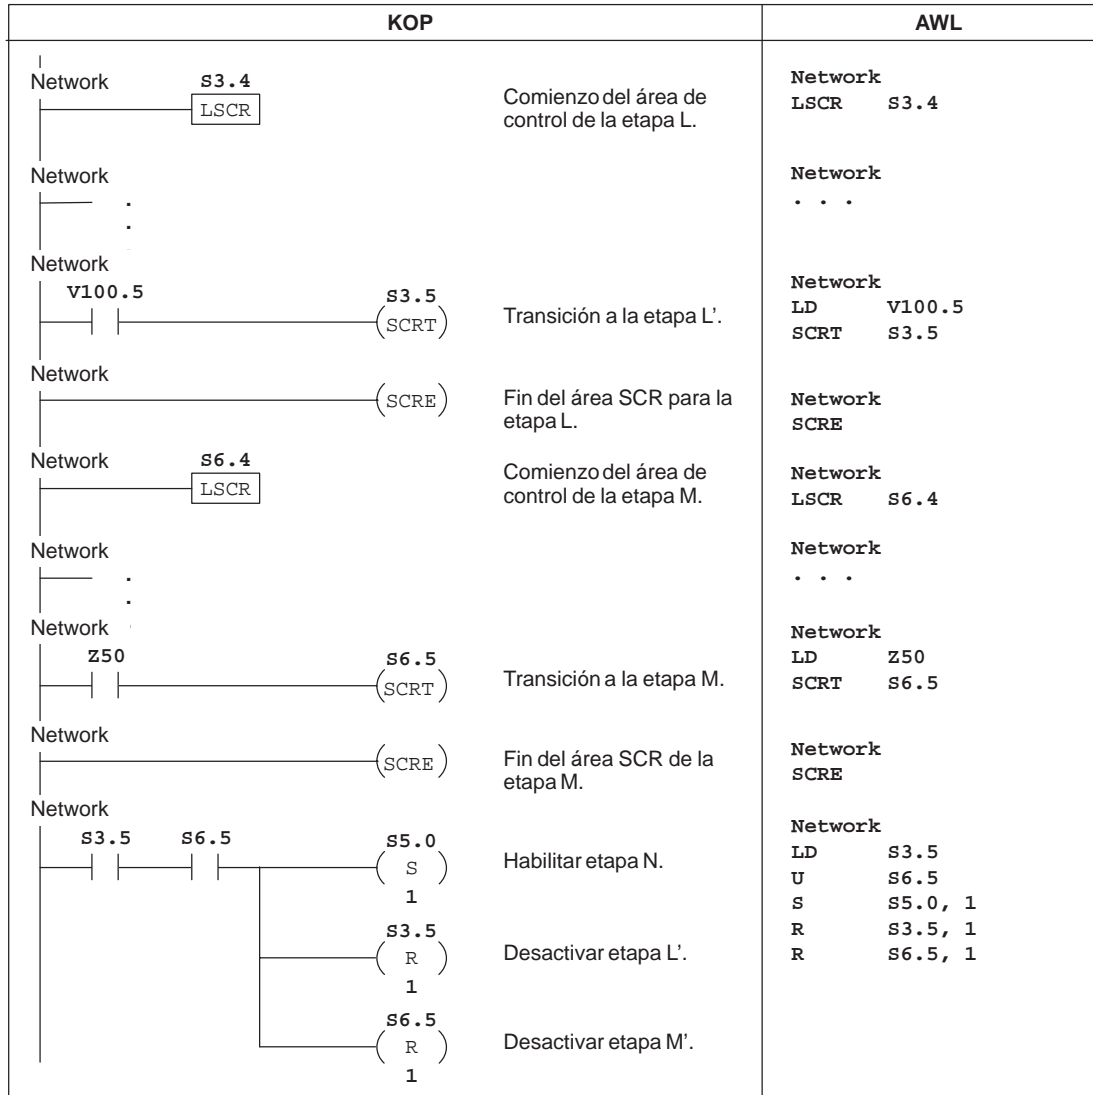 KOP AWL
Network S3.4
LSCR
Comienzo del área de
control de la etapa L.
Network
LSCR S3.4
Network
.
.
Network
. . .
Network
V100.5 S3.5
SCRT
Transición a la etapa L’.
Network
LD V100.5
SCRT S3.5
Network
SCRE
Fin del área SCR para la
etapa L.
Network
SCRE
Network S6.4
LSCR
Comienzo del área de
control de la etapa M.
Network
LSCR S6.4
Network
.
.
Network
. . .
Network
Z50 S6.5
SCRT
Transición a la etapa M.
Network
LD Z50
SCRT S6.5
Network
SCRE
Fin del área SCR de la
etapa M.
Network
SCRE
Network
S3.5 S6.5 S5.0
S
1
Habilitar etapa N.
S3.5
R
1
Desactivar etapa L’.
S6.5
R
1
Desactivar etapa M’.
Network
LD S3.5
U S6.5
S S5.0, 1
R S3.5, 1
R S6.5, 1